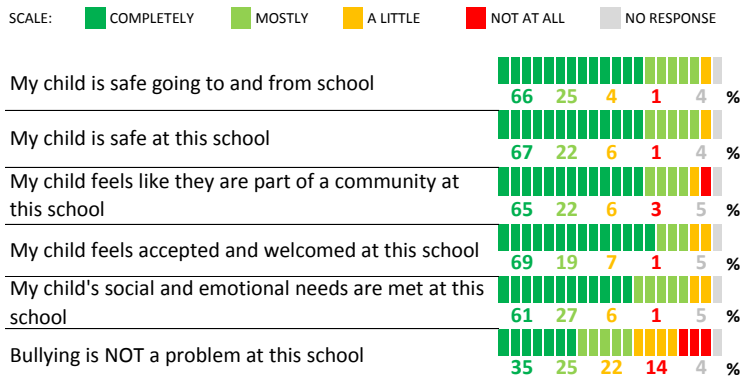 SCALE: COMPLETELY MOSTLY A LITTLE NOT AT ALL NO RESPONSE
My child is safe going to and from school
66 25 4 1 4 %
My child is safe at this school
67 22 6 1 4 %
My child feels like they are part of a community at
this school
65 22 6 3 5 %
My child feels accepted and welcomed at this school
69 19 7 1 5 %
My child's social and emotional needs are met at this
school
61 27 6 1 5 %
Bullying is NOT a problem at this school
35 25 22 14 4 %